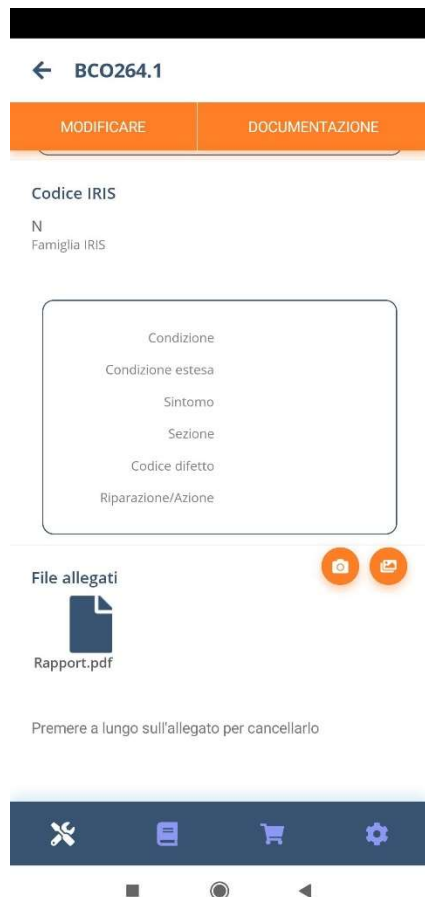 BCO264.1
MODIFICARE DOCUMENTAZIONE
Codice IRIS
N
Famiglia IRIS
Condizione
Condizione estesa
Sintomo
Sezione
Codice difetto
Riparazione/Azione
File allegati
Rapport.pdf
Premere a lungo sull'allegato per cancellarlo